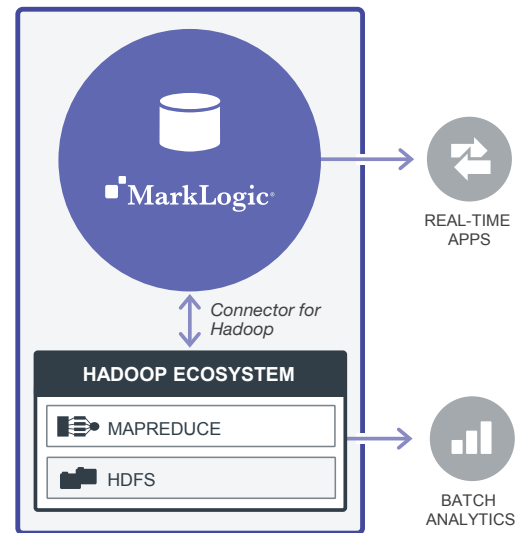 MarkLogic®
REAL-TIME
APPS
Connector for
Hadoop
HADOOP ECOSYSTEM
MAPREDUCE
HDFS
BATCH
ANALYTICS